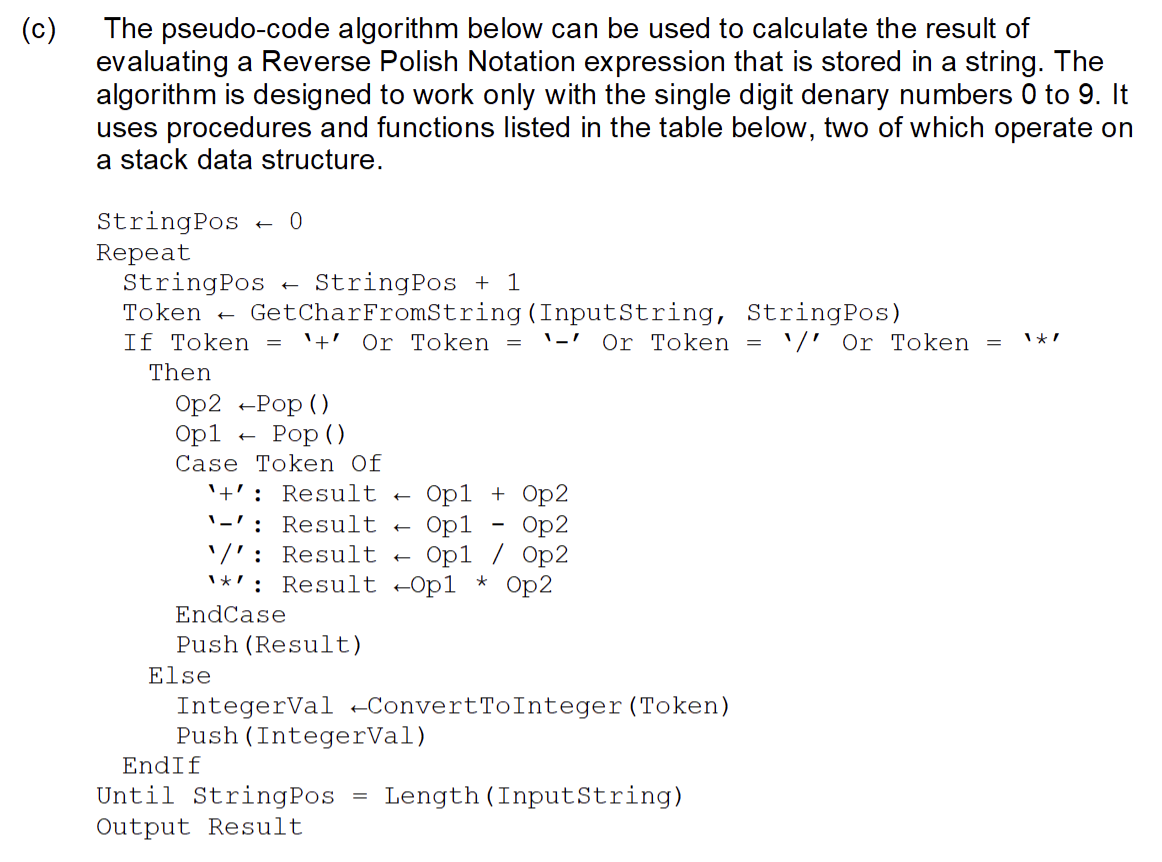 (c) The pseudo-code algorithm below can be used to calculate the result of
evaluating a Reverse Polish Notation expression that is stored in a string. The
algorithm is designed to work only with the single digit denary numbers 0 to 9. It
uses procedures and functions listed in the table below, two of which operate on
a stack data structure.
StringPos ← 0
Repeat
StringPos ← StringPos + 1
Token ← GetCharFromString(InputString, StringPos)
If Token = ‘+’ Or Token = ‘-’ Or Token = ‘/’ Or Token = ‘*’
Then
Op2 ←Pop()
Op1 ← Pop()
Case Token Of
‘+’: Result ← Op1 + Op2
‘-’: Result ← Op1 - Op2
‘/’: Result ← Op1 / Op2
‘*’: Result ←Op1 * Op2
EndCase
Push(Result)
Else
IntegerVal ←ConvertToInteger(Token)
Push(IntegerVal)
EndIf
Until StringPos = Length(InputString)
Output Result